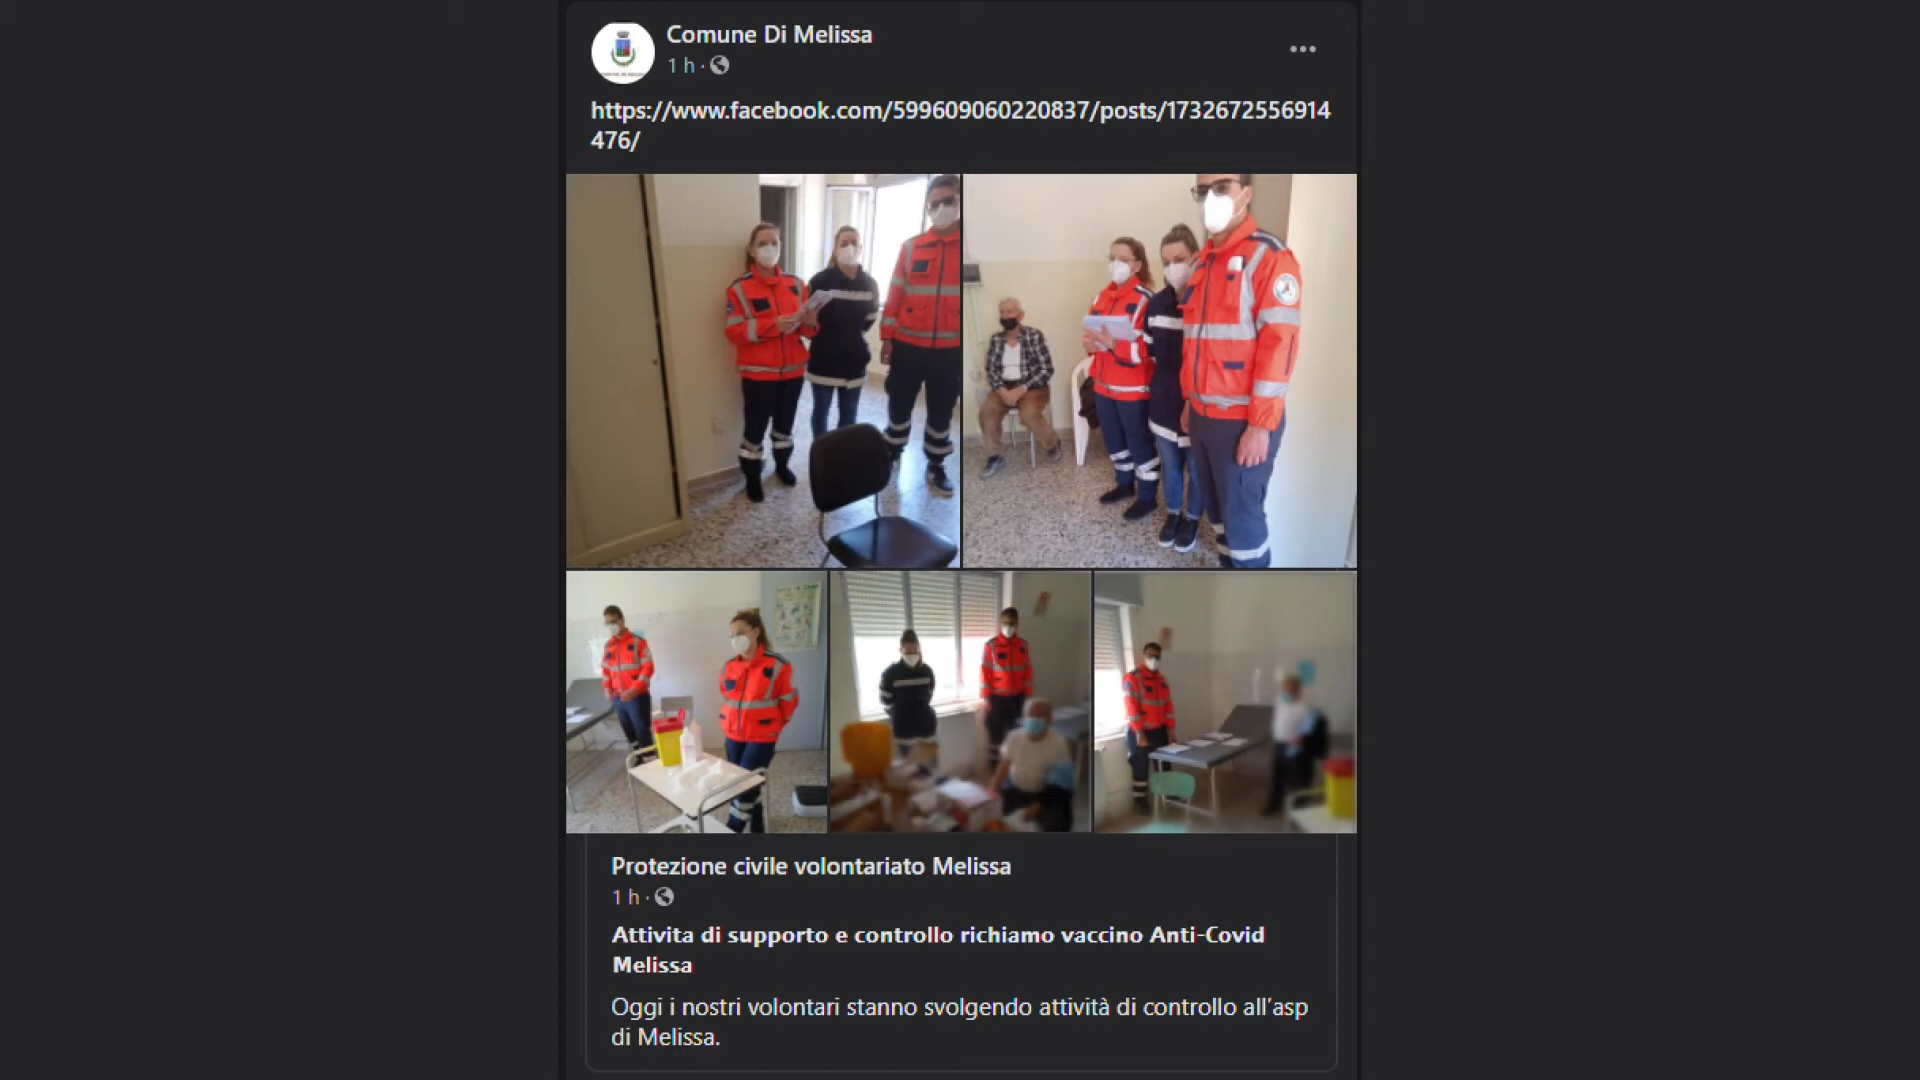 Comune Di Melissa
1 h ·
https://www.facebook.com/599609060220837/posts/1732672556914
476/
Protezione civile volontariato Melissa
1 h ·
Attivita di supporto e controllo richiamo vaccino Anti-Covid
Melissa
Oggi i nostri volontari stanno svolgendo attività di controllo all’asp
di Melissa.